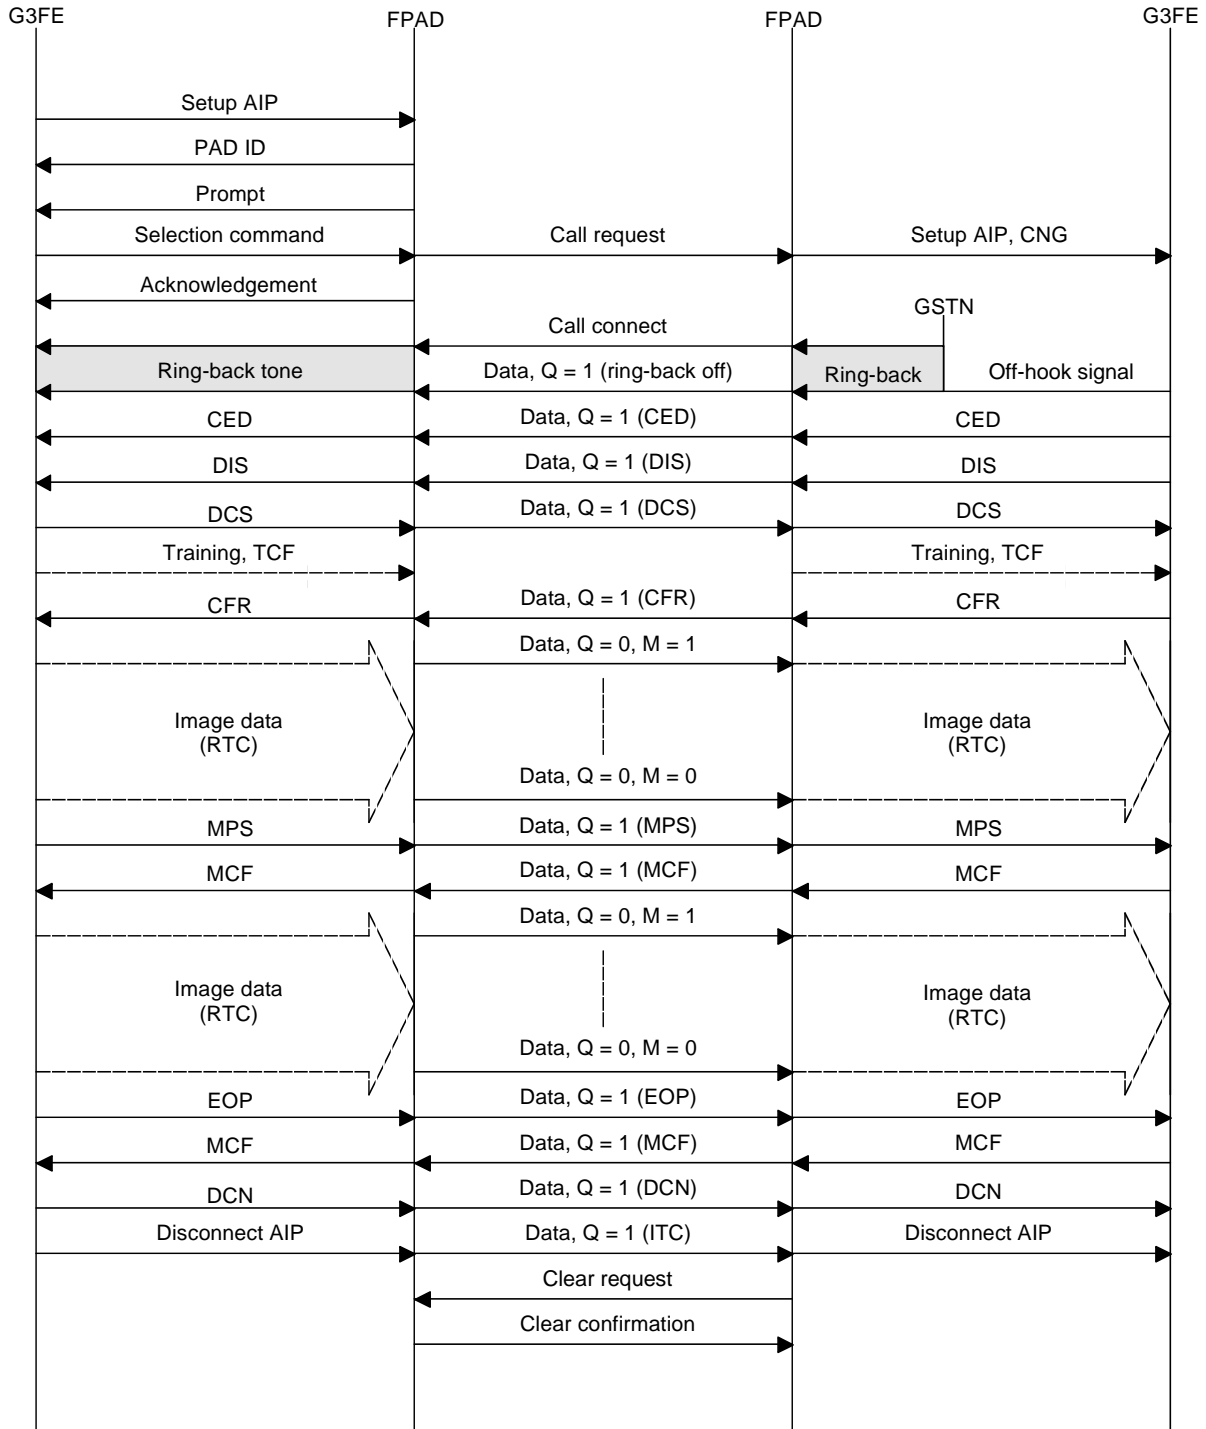 G3FE
FPAD
FPAD
G3FE
Setup AIP
PAD ID
Prompt
Selection command
Call request
Setup AIP, CNG
Acknowledgement
GSTN
Call connect
Ring-back tone
Data, Q = 1 (ring-back off)
Ring-back
Off-hook signal
CED
Data, Q = 1 (CED)
CED
DIS
Data, Q = 1 (DIS)
DIS
DCS
Data, Q = 1 (DCS)
DCS
Training, TCF
Training, TCF
CFR
Data, Q = 1 (CFR)
CFR
Data, Q = 0, M = 1
Image data
(RTC)
Image data
(RTC)
Data, Q = 0, M = 0
MPS
Data, Q = 1 (MPS)
MPS
MCF
Data, Q = 1 (MCF)
MCF
Data, Q = 0, M = 1
Image data
(RTC)
Image data
(RTC)
Data, Q = 0, M = 0
EOP
Data, Q = 1 (EOP)
EOP
MCF
Data, Q = 1 (MCF)
MCF
DCN
Data, Q = 1 (DCN)
DCN
Disconnect AIP
Data, Q = 1 (ITC)
Disconnect AIP
Clear request
Clear confirmation